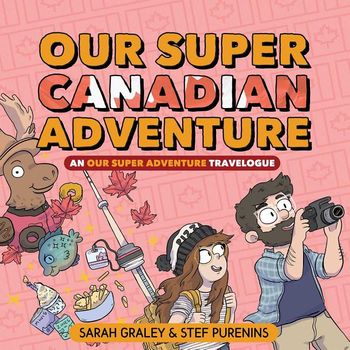 OUR SUPER
CANADIAN
ADVENTURE
AN OUR SUPER ADVENTURE TRAVELOGUE
SARAH GRALEY & STEF PURENINS